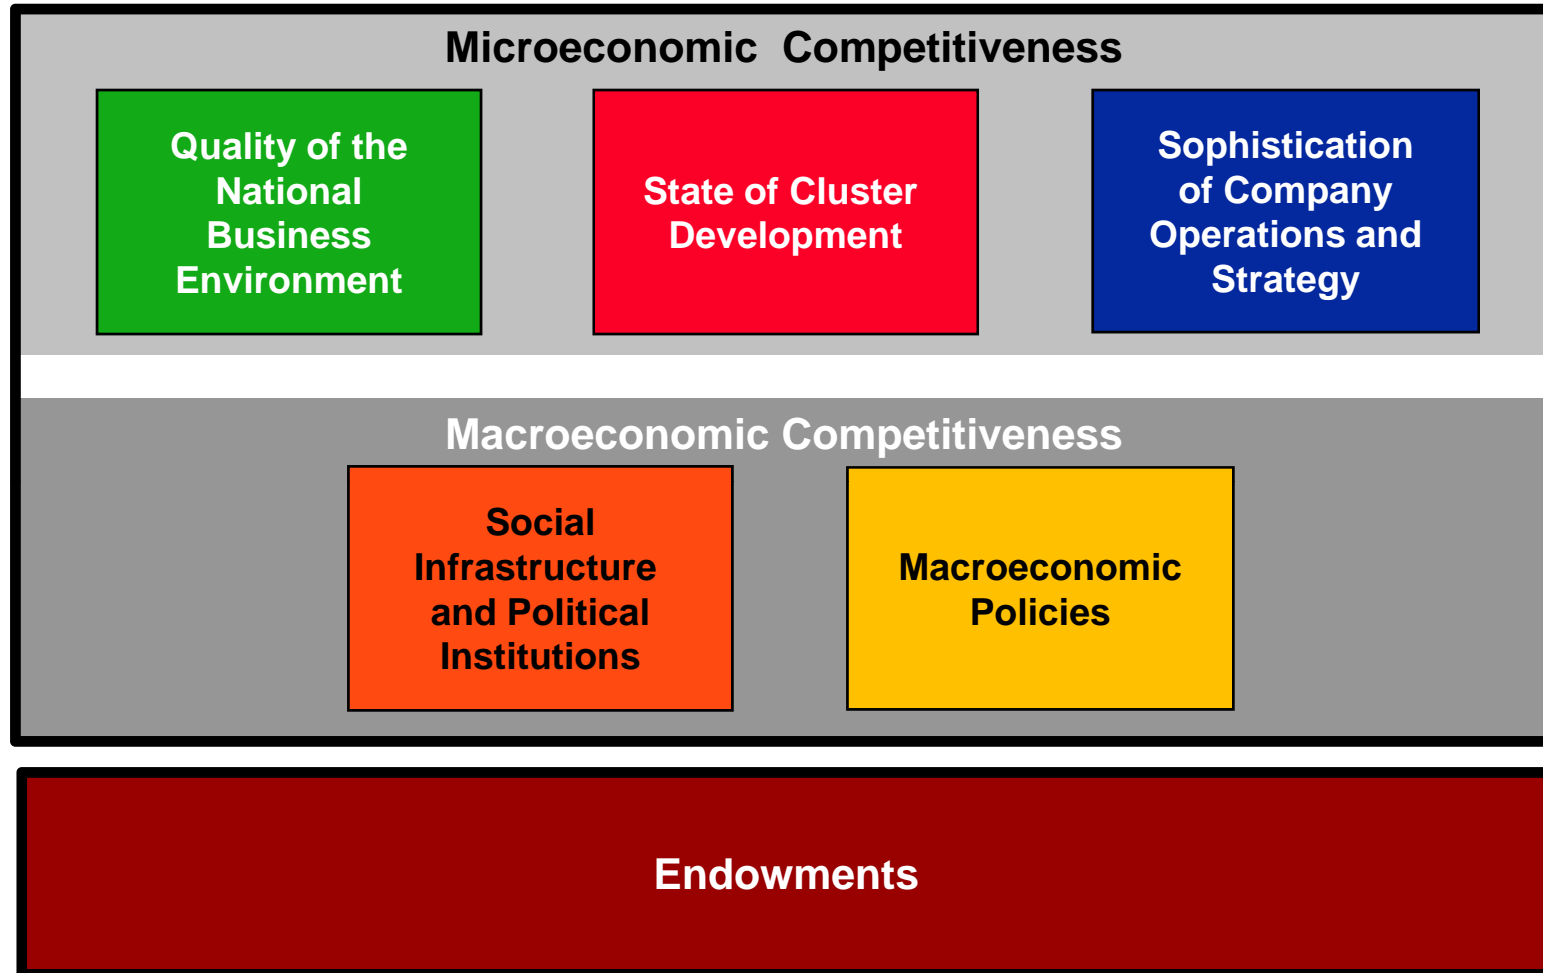 Microeconomic  Competitiveness
Quality of the
National
Business
Environment
State of Cluster
Development
Sophistication
of Company
Operations and
Strategy
Macroeconomic Competitiveness
Social
Infrastructure
and Political
Institutions
Macroeconomic
Policies
Endowments